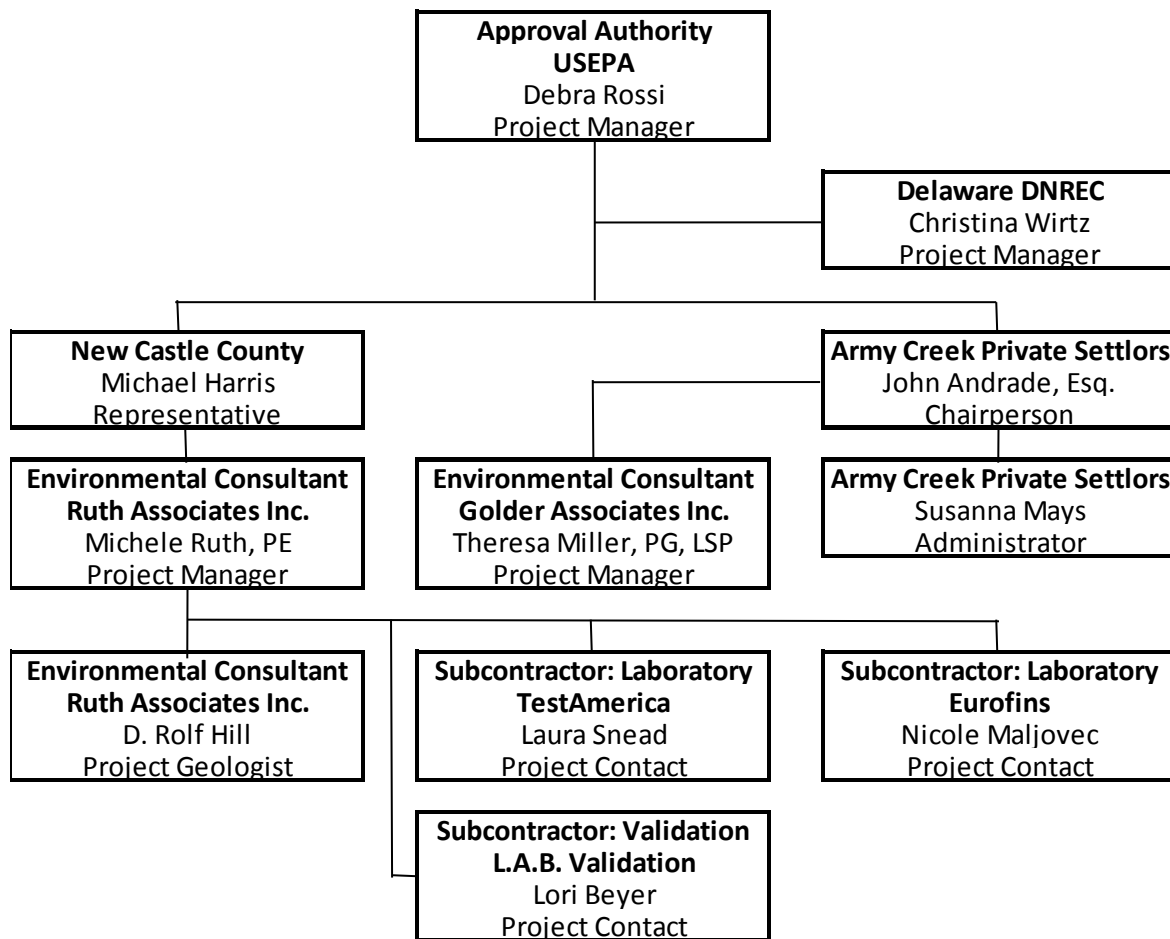 Approval Authority
USEPA
Debra Rossi
Project Manager
Delaware DNREC
Christina Wirtz
Project Manager
New Castle County
Michael Harris
Representative
Army Creek Private Settlors
John Andrade, Esq.
Chairperson
Environmental Consultant
Ruth Associates Inc.
Michele Ruth, PE
Project Manager
Environmental Consultant
Golder Associates Inc.
Theresa Miller, PG, LSP
Project Manager
Army Creek Private Settlors
Susanna Mays
Administrator
Environmental Consultant
Ruth Associates Inc.
D. Rolf Hill
Project Geologist
Subcontractor: Laboratory
TestAmerica
Laura Snead
Project Contact
Subcontractor: Laboratory
Eurofins
Nicole Maljovec
Project Contact
Subcontractor: Validation
L.A.B. Validation
Lori Beyer
Project Contact